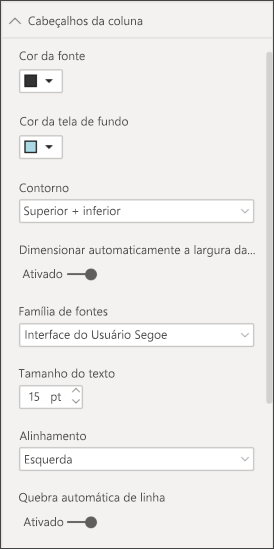 Cabeçalhos da coluna
Cor da fonte
Cor da tela de fundo
Contorno
Superior + inferior
Dimensionar automaticamente a largura da...
Ativado
Família de fontes
Interface do Usuário Segoe
Tamanho do texto
15 pt
Alinhamento
Esquerda
Quebra automática de linha
Ativado